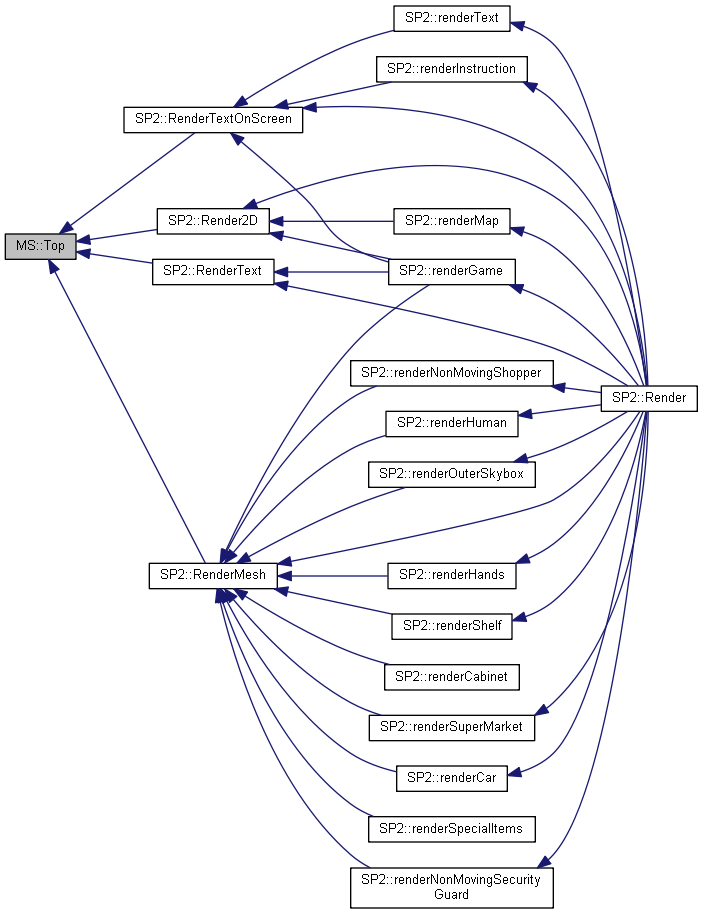 SP2::renderText
SP2::renderInstruction
SP2::RenderTextOnScreen
SP2::Render2D
SP2::renderMap
MS::Top
SP2::RenderText
SP2::renderGame
SP2::renderNonMovingShopper
SP2::Render
SP2::renderHuman
SP2::renderOuterSkybox
SP2::RenderMesh
SP2::renderHands
SP2::renderShelf
SP2::renderCabinet
SP2::renderSuperMarket
SP2::renderCar
SP2::renderSpecialItems
SP2::renderNonMovingSecurity
Guard